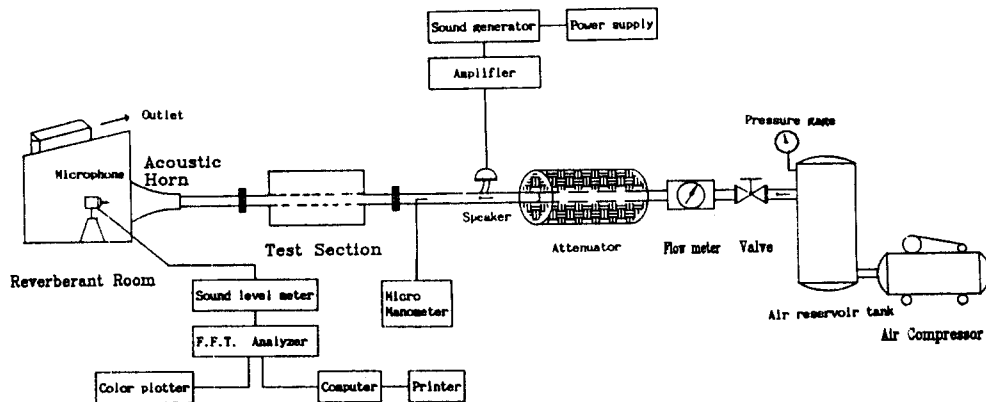 Sound generator
Power supply
Amplifier
Outlet
Pressure gage
Acoustic
Horn
Microphone
Speaker
Test Section
Attenuator
Flow meter
Valve
Reverberant Room
Sound level meter
Micro
Manometer
Air reservoir tank
Air Compressor
F.F.T. Analyzer
Color plotter
Computer
Printer